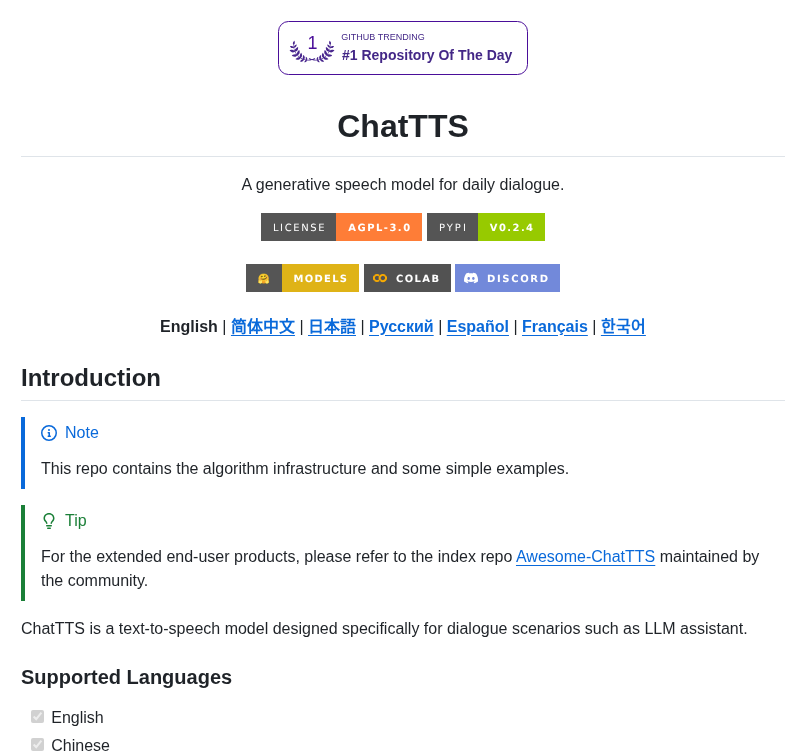 1
GITHUB TRENDING
#1 Repository Of The Day
ChatTTS
A generative speech model for daily dialogue.
LICENSE AGPL-3.0 PYPI V0.2.4
MODELS COLAB DISCORD
English | 简体中文 | 日本語 | Русский | Español | Français | 한국어
Introduction
Note
This repo contains the algorithm infrastructure and some simple examples.
Tip
For the extended end-user products, please refer to the index repo Awesome-ChatTTS maintained by
the community.
ChatTTS is a text-to-speech model designed specifically for dialogue scenarios such as LLM assistant.
Supported Languages
English
Chinese